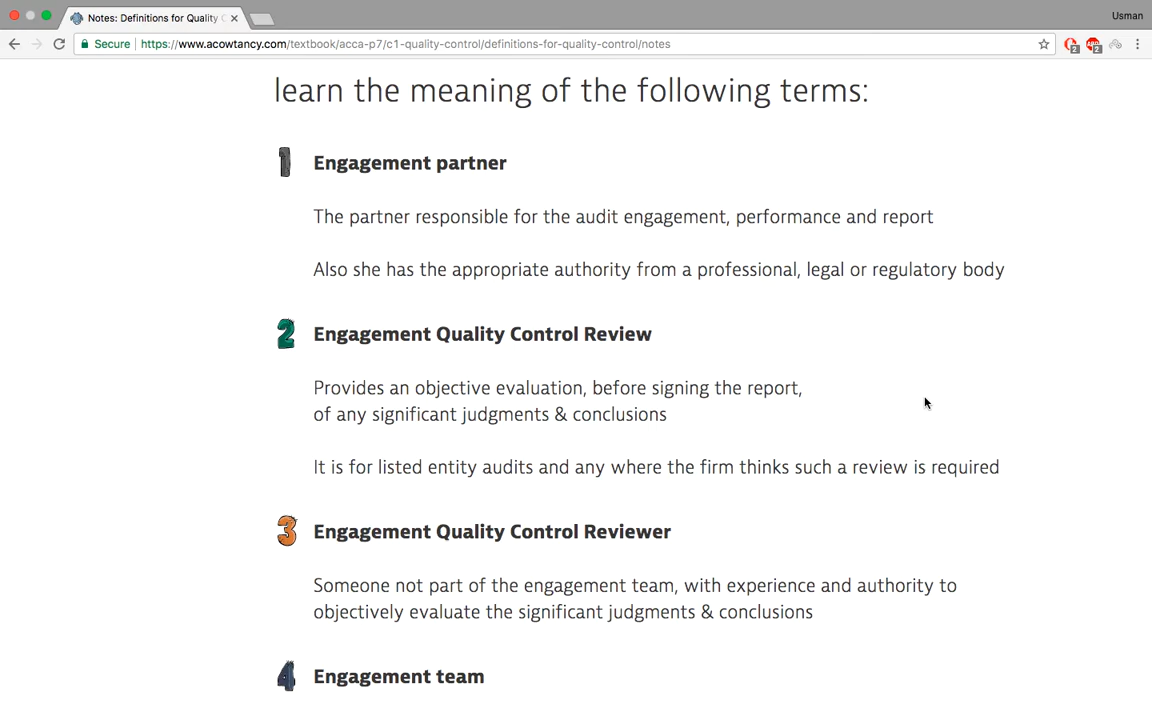 Notes: Definitions for Quality C
Usman
Secure
https://www.acowtancy.com/textbook/acca-p7/c1-quality-control/definitions-for-quality-control/notes
2
2
learn the meaning of the following terms:
1 Engagement partner
The partner responsible for the audit engagement, performance and report
Also she has the appropriate authority from a professional, legal or regulatory body
2 Engagement Quality Control Review
Provides an objective evaluation, before signing the report,
of any significant judgments & conclusions
It is for listed entity audits and any where the firm thinks such a review is required
3 Engagement Quality Control Reviewer
Someone not part of the engagement team, with experience and authority to
objectively evaluate the significant judgments & conclusions
4 Engagement team